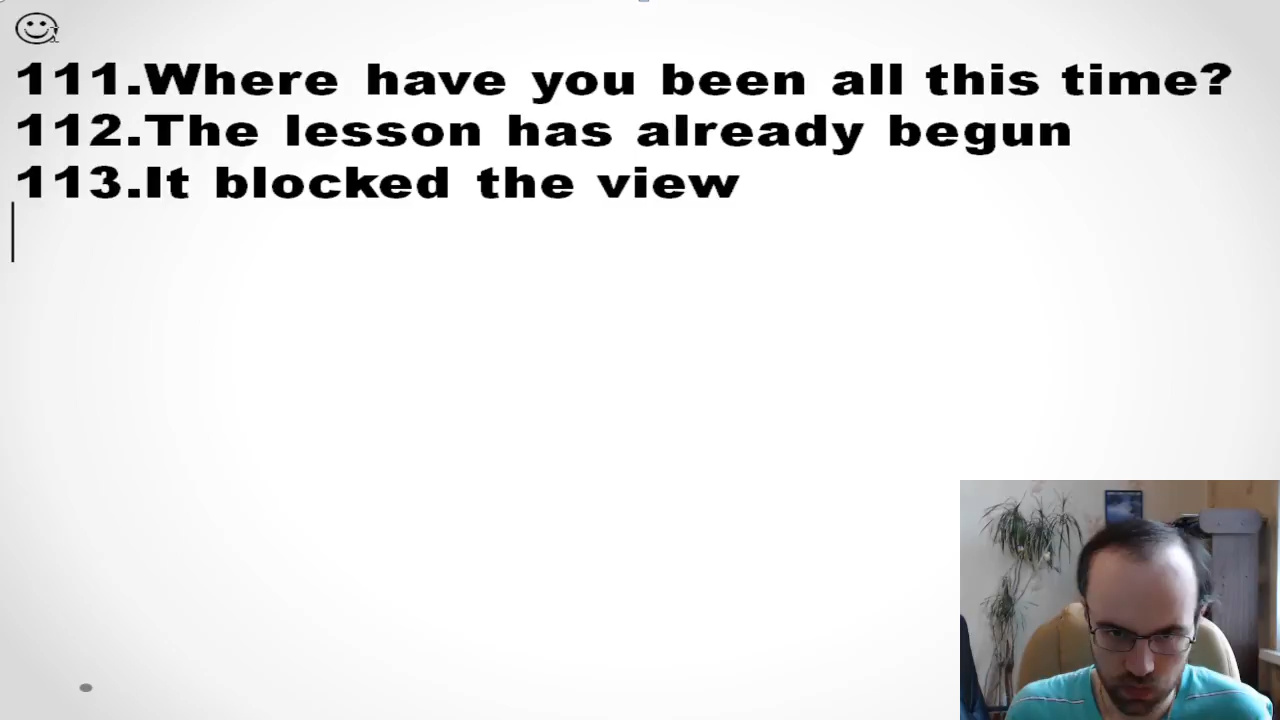 111.Where have you been all this time?
112.The lesson has already begun
113.It blocked the view